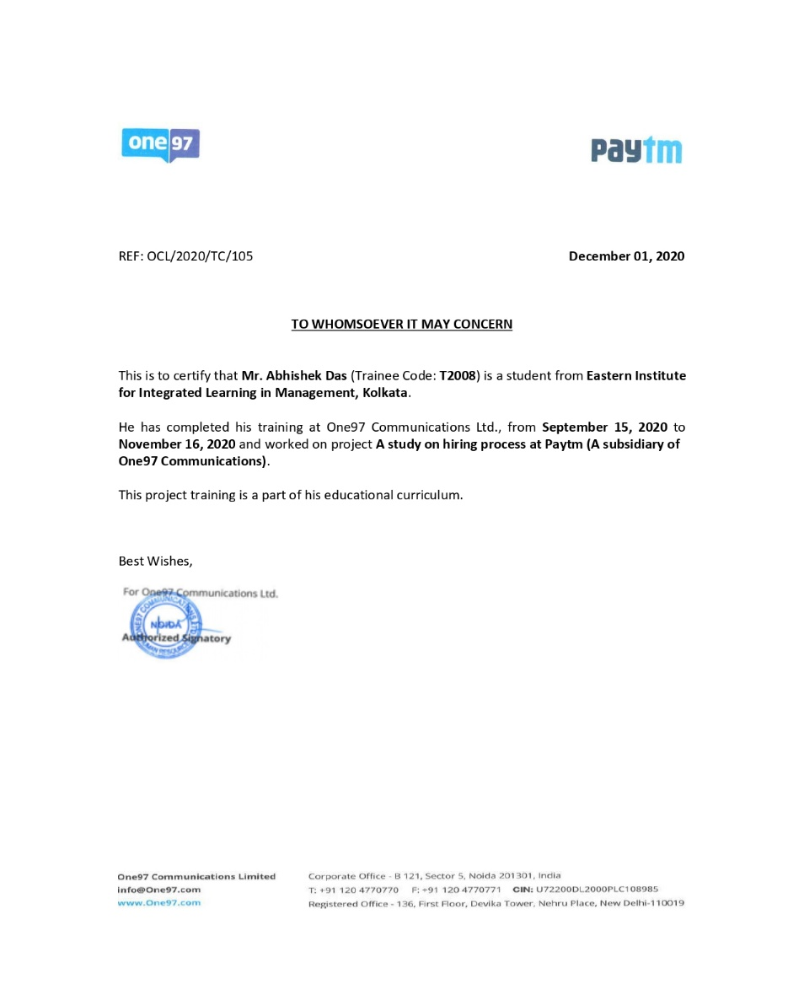 one 97
paytm
REF: OCL/2020/TC/105
December 01, 2020
TO WHOMSOEVER IT MAY CONCERN
This is to certify that Mr. Abhishek Das (Trainee Code: T2008) is a student from Eastern Institute
for Integrated Learning in Management, Kolkata.
He has completed his training at One97 Communications Ltd., from September 15, 2020 to
November 16, 2020 and worked on project A study on hiring process at Paytm (A subsidiary of
One97 Communications).
This project training is a part of his educational curriculum.
Best Wishes,
For One97 Communications Ltd.
NOIDA
Authorized Signatory
One97 Communications Limited
info@One97.com
www.One97.com
Corporate Office - B 121, Sector 5, Noida 201301, India
T: +91 120 4770770 F: +91 120 4770771 CIN: U72200DL2000PLC108985
Registered Office - 136, First Floor, Devika Tower, Nehru Place, New Delhi-110019